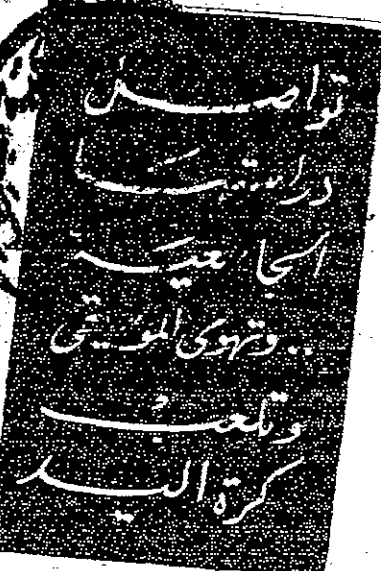 تواصل
دراستها
الجامعية
.. وتهوى الموسيقى
وتلعب
كرة اليد